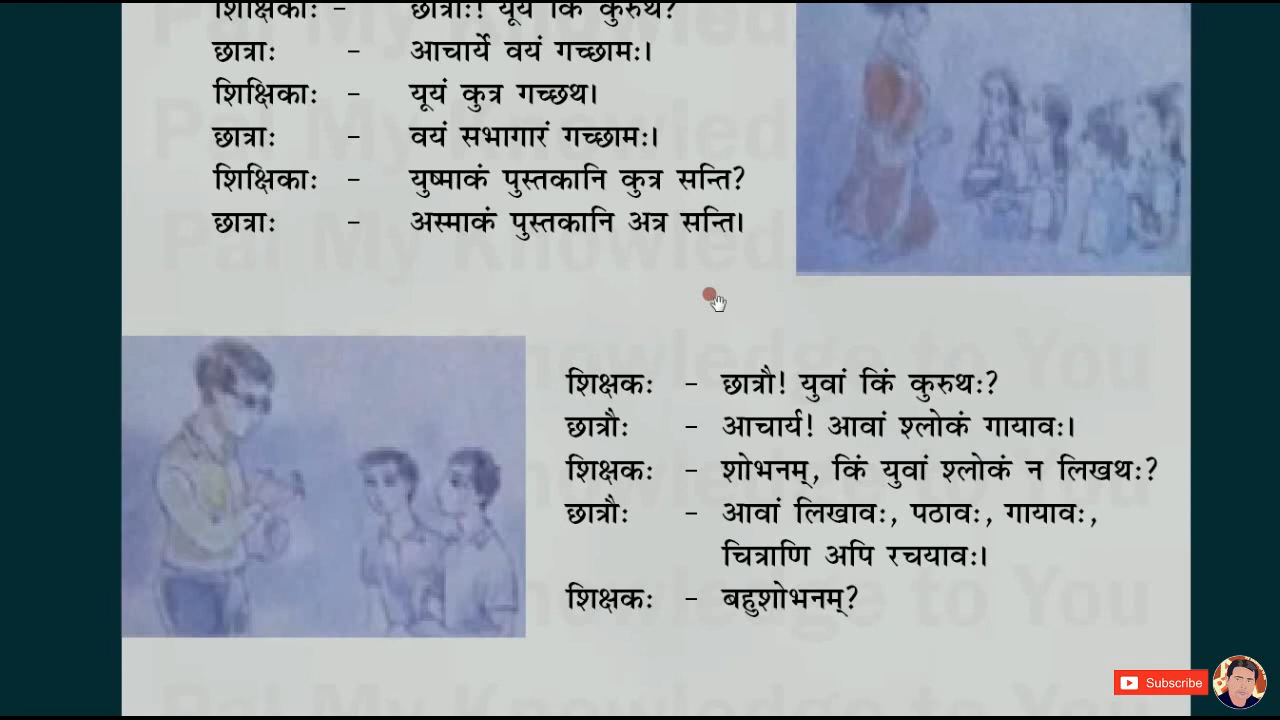 शिक्षिकाः - छात्राः! यूयं किं कुरुथ?
छात्राः - आचार्ये वयं गच्छामः।
शिक्षिकाः - यूयं कुत्र गच्छथ।
छात्राः - वयं सभागारं गच्छामः।
शिक्षिकाः - युष्माकं पुस्तकानि कुत्र सन्ति?
छात्राः - अस्माकं पुस्तकानि अत्र सन्ति।
शिक्षकः - छात्रौ! युवां किं कुरुथः?
छात्रौः - आचार्य! आवां श्लोकं गायावः।
शिक्षकः - शोभनम्, किं युवां श्लोकं न लिखथः?
छात्रौः - आवां लिखावः, पठावः, गायावः,
चित्राणि अपि रचयावः।
शिक्षकः - बहुशोभनम्?
Subscribe